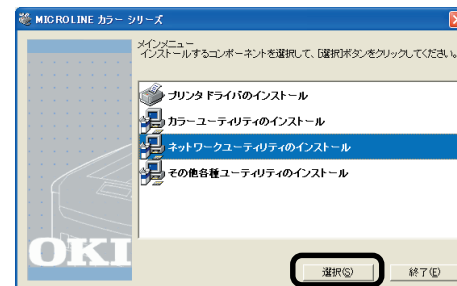 MICROLINE カラー シリーズ
メインメニュー
インストールするコンポーネントを選択して、[選択]ボタンをクリックしてください。
プリンタ ドライバのインストール
カラーユーティリティのインストール
ネットワークユーティリティのインストール
その他各種ユーティリティのインストール
OKI
選択(S)
終了(E)